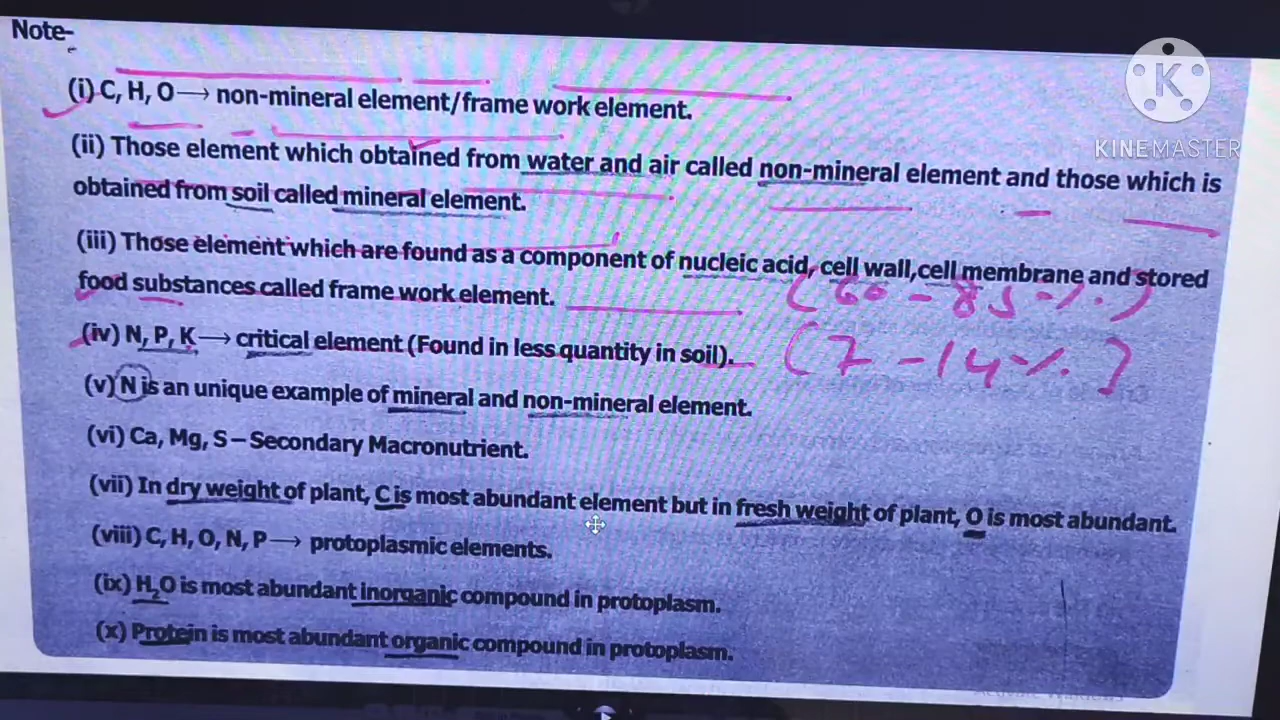 Note-
(i) C, H, O⟶ non-mineral element/frame work element.
(ii) Those element which obtained from water and air called non-mineral element and those which is
obtained from soil called mineral element.
(iii) Those element which are found as a component of nucleic acid, cell wall,cell membrane and stored
food substances called frame work element.
(60 - 85 %.)
(iv) N, P, K⟶ critical element (Found in less quantity in soil).
(7 - 14 %.]
(v) N is an unique example of mineral and non-mineral element.
(vi) Ca, Mg, S – Secondary Macronutrient.
(vii) In dry weight of plant, C is most abundant element but in fresh weight of plant, O is most abundant.
(viii) C, H, O, N, P⟶ protoplasmic elements.
(ix) H₂O is most abundant inorganic compound in protoplasm.
(x) Protein is most abundant organic compound in protoplasm.
K
KINEMASTER